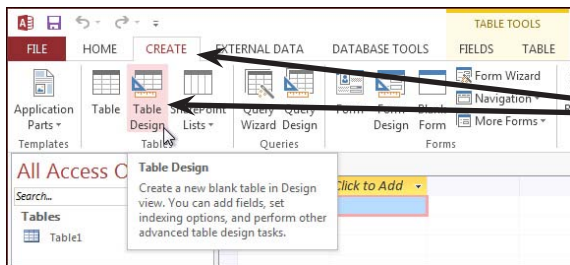 TABLE TOOLS
FILE HOME CREATE EXTERNAL DATA DATABASE TOOLS FIELDS TABLE
Application Parts
Table
Table Design
SharePoint Lists
Query Wizard
Query Design
Form
Form Design
Blank Form
Form Wizard
Navigation
More Forms
Templates Tables Queries Forms
All Access O
Search...
Tables
Table1
Table Design
Create a new blank table in Design
view. You can add fields, set
indexing options, and perform other
advanced table design tasks.
Click to Add